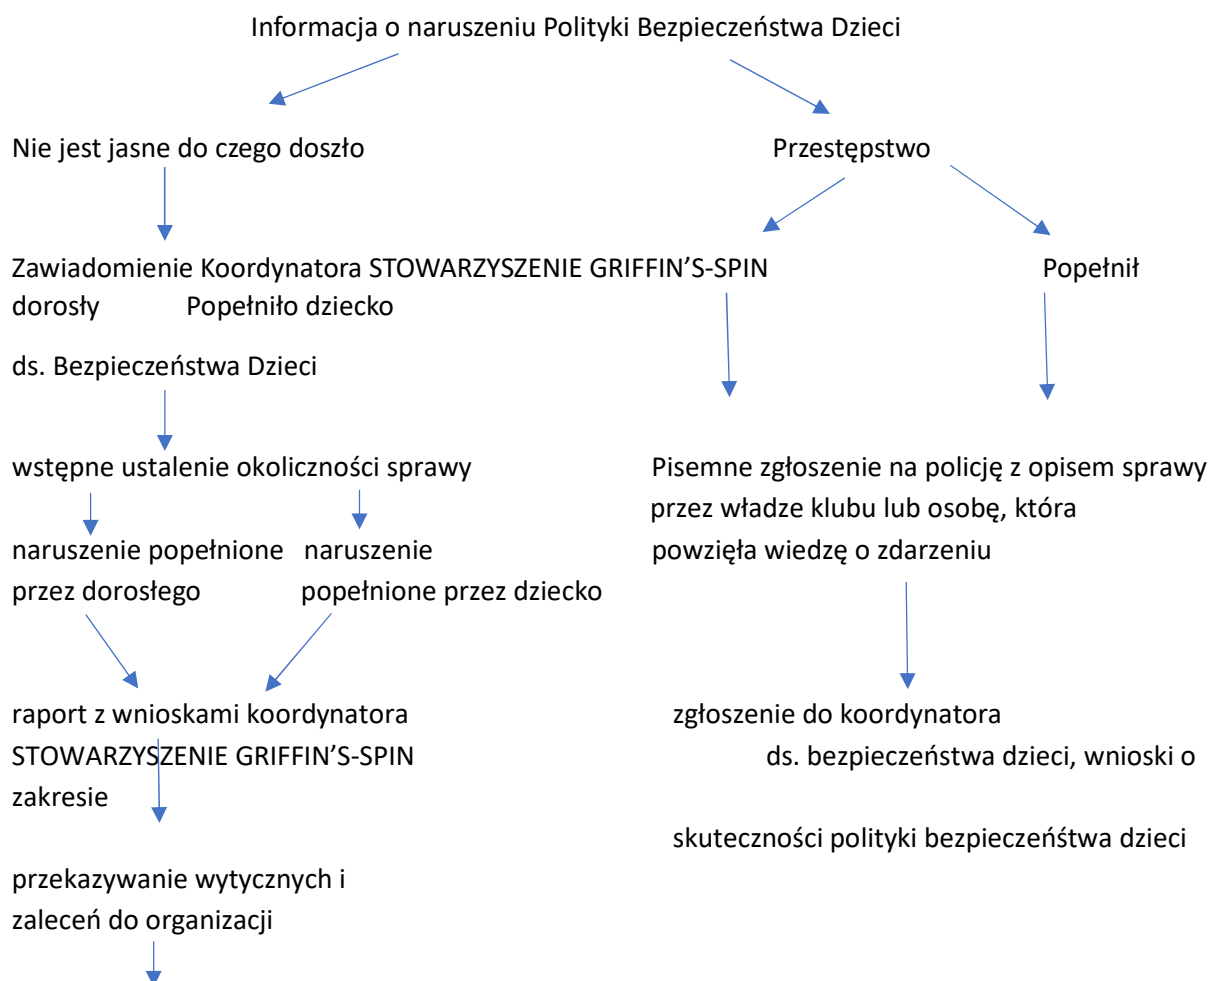 Informacja o naruszeniu Polityki Bezpieczeństwa Dzieci
Nie jest jasne do czego doszło Przestępstwo
Zawiadomienie Koordynatora STOWARZYSZENIE GRIFFIN’S-SPIN Popełnił
dorosły Popełniło dziecko
ds. Bezpieczeństwa Dzieci
wstępne ustalenie okoliczności sprawy
naruszenie popełnione naruszenie
przez dorosłego popełnione przez dziecko
Pisemne zgłoszenie na policję z opisem sprawy
przez władze klubu lub osobę, która
powzięła wiedzę o zdarzeniu
raport z wnioskami koordynatora
STOWARZYSZENIE GRIFFIN’S-SPIN
zakresie
przekazywanie wytycznych i
zaleceń do organizacji
zgłoszenie do koordynatora
ds. bezpieczeństwa dzieci, wnioski o
skuteczności polityki bezpieczeńśtwa dzieci